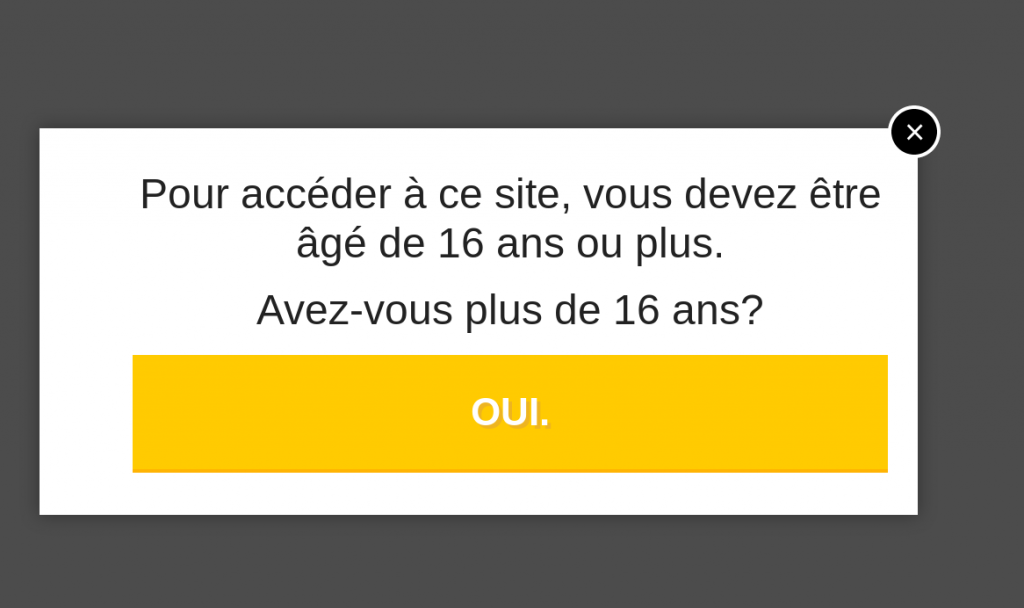 Pour accéder à ce site, vous devez être
âgé de 16 ans ou plus.
Avez-vous plus de 16 ans?
OUI.